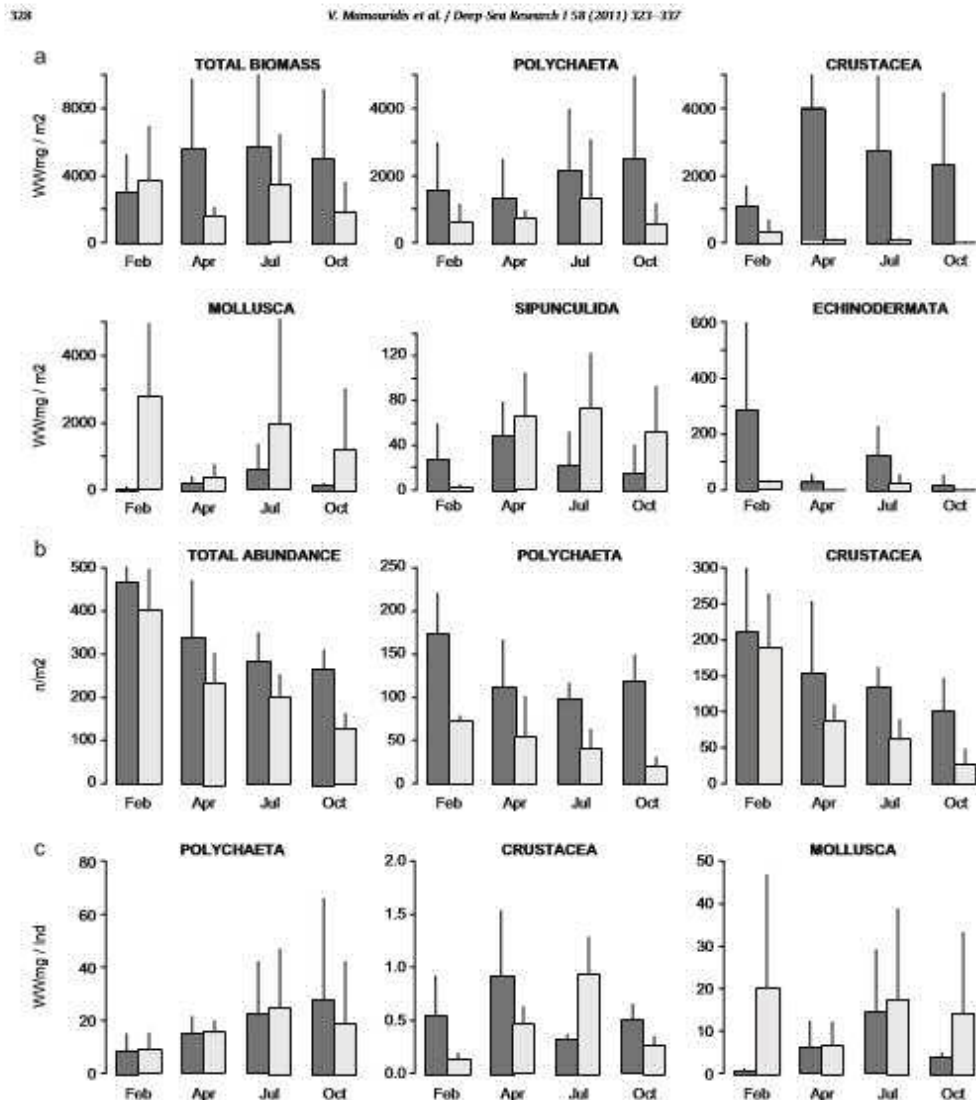 328 V. Mamouridis et al. / Deep-Sea Research I 58 (2011) 323–337
a
TOTAL BIOMASS POLYCHAETA CRUSTACEA
WW/mg / m2
8000 4000 4000
4000 2000 2000
0 0 0
Feb Apr Jul Oct Feb Apr Jul Oct Feb Apr Jul Oct
MOLLUSCA SIPUNCULIDA ECHINODERMATA
WW/mg / m2
4000 120 600
2000 80 400
0 40 200
0 0
Feb Apr Jul Oct Feb Apr Jul Oct Feb Apr Jul Oct
b
TOTAL ABUNDANCE POLYCHAETA CRUSTACEA
n/m2
500 250 300
400 200 250
300 150 200
200 100 150
100 50 100
0 0 50
0
Feb Apr Jul Oct Feb Apr Jul Oct Feb Apr Jul Oct
c
POLYCHAETA CRUSTACEA MOLLUSCA
WW/mg / Ind
80 2.0 50
60 1.5 40
40 1.0 30
20 0.5 20
0 0.0 10
0
Feb Apr Jul Oct Feb Apr Jul Oct Feb Apr Jul Oct